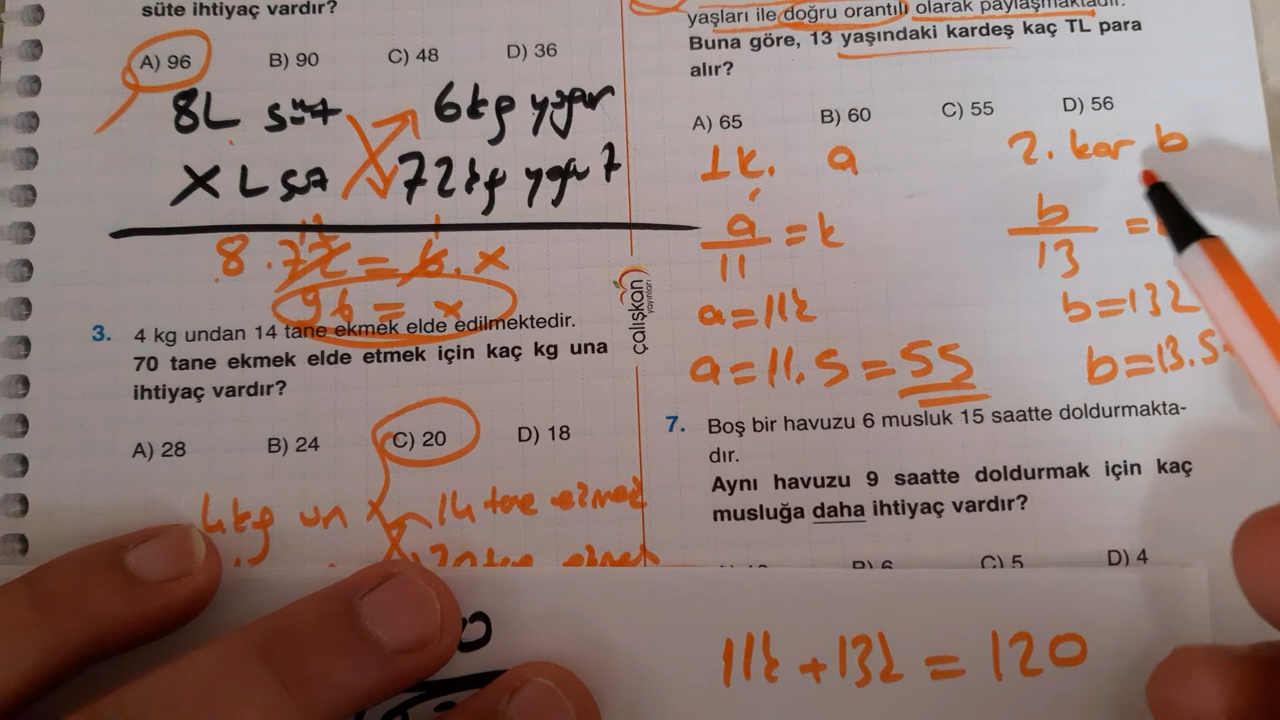 süte ihtiyaç vardır?
A) 96 B) 90 C) 48 D) 36
8L süt 6kg yağ
X L süt 72kg yağ
8 . 72 = 6 . x
96 = x
3. 4 kg undan 14 tane ekmek elde edilmektedir.
70 tane ekmek elde etmek için kaç kg una
ihtiyaç vardır?
A) 28 B) 24 C) 20 D) 18
4kg un 14 tane ekmek
çalışkan
yayınları
yaşları ile doğru orantılı olarak paylaşmaktadır.
Buna göre, 13 yaşındaki kardeş kaç TL para
alır?
A) 65 B) 60 C) 55 D) 56
1k. a 2. kar b
a/11 = k b/13 =
a=11k b=13k
a=11.5=55 b=13.5
7. Boş bir havuzu 6 musluk 15 saatte doldurmakta-
dır.
Aynı havuzu 9 saatte doldurmak için kaç
musluğa daha ihtiyaç vardır?
B) 6 C) 5 D) 4
11k + 13k = 120